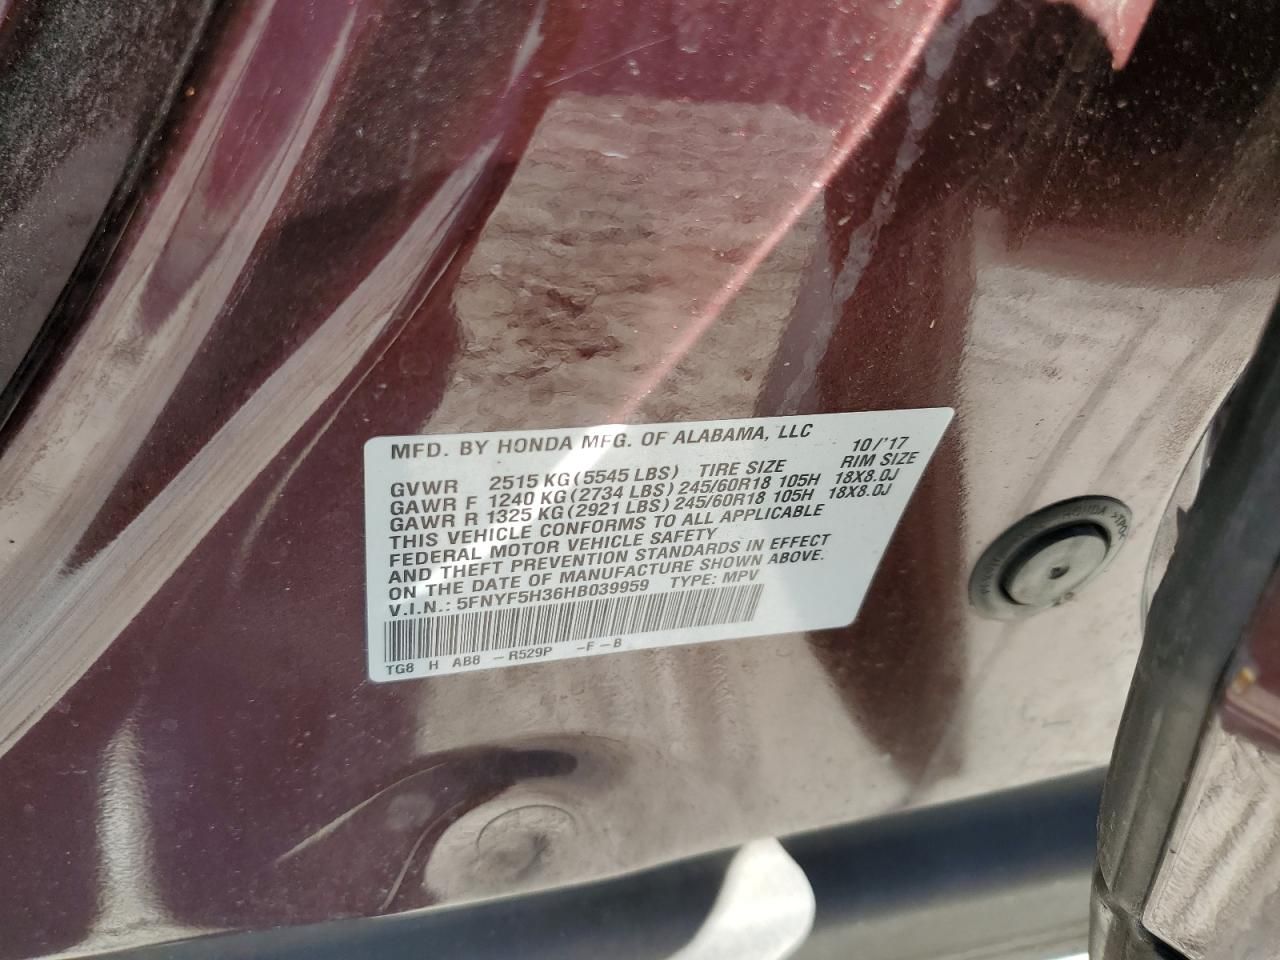 MFD. BY HONDA MFG. OF ALABAMA, LLC 10/'17
GVWR 2515 KG (5545 LBS) TIRE SIZE RIM SIZE
GAWR F 1240 KG (2734 LBS) 245/60R18 105H 18X8.0J
GAWR R 1325 KG (2921 LBS) 245/60R18 105H 18X8.0J
THIS VEHICLE CONFORMS TO ALL APPLICABLE
FEDERAL MOTOR VEHICLE SAFETY
AND THEFT PREVENTION STANDARDS IN EFFECT
ON THE DATE OF MANUFACTURE SHOWN ABOVE.
V.I.N.: 5FNYF5H36HB039959 TYPE: MPV
TG8 H AB8 -R529P -F-B
HONDA